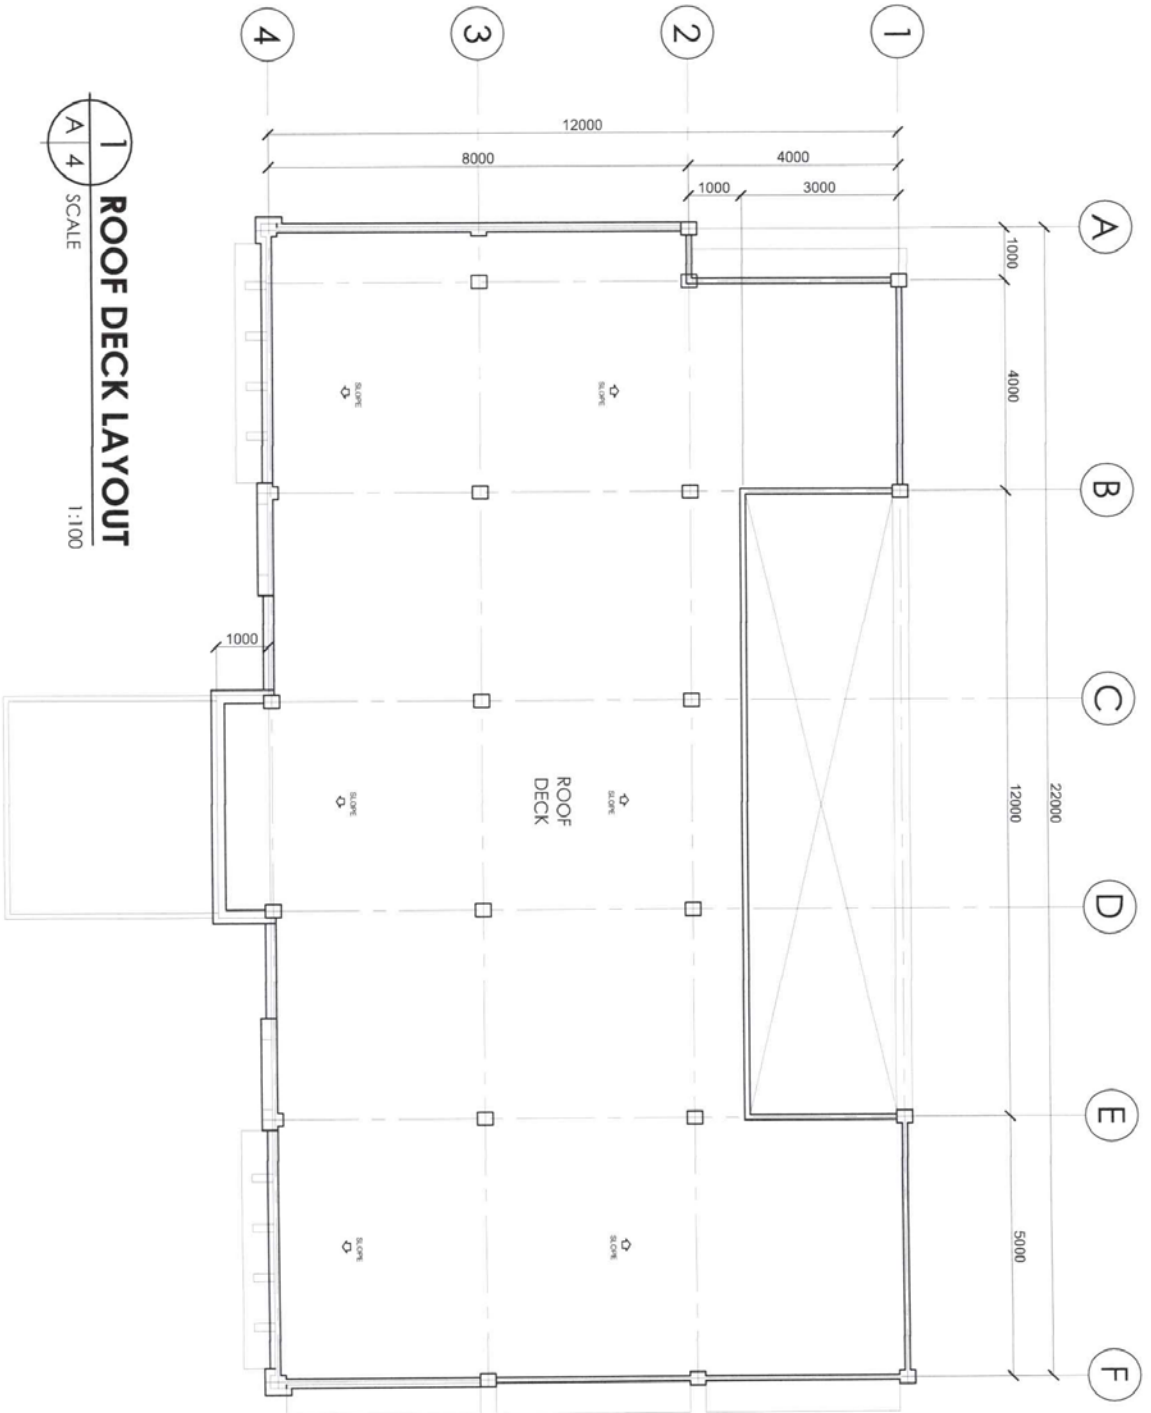 A
B
C
D
E
F
22000
1000
4000
12000
5000
1
2
3
4
12000
8000
4000
1000
3000
SLOPE
SLOPE
SLOPE
SLOPE
SLOPE
SLOPE
ROOF
DECK
1000
1
A 4
ROOF DECK LAYOUT
SCALE
1:100